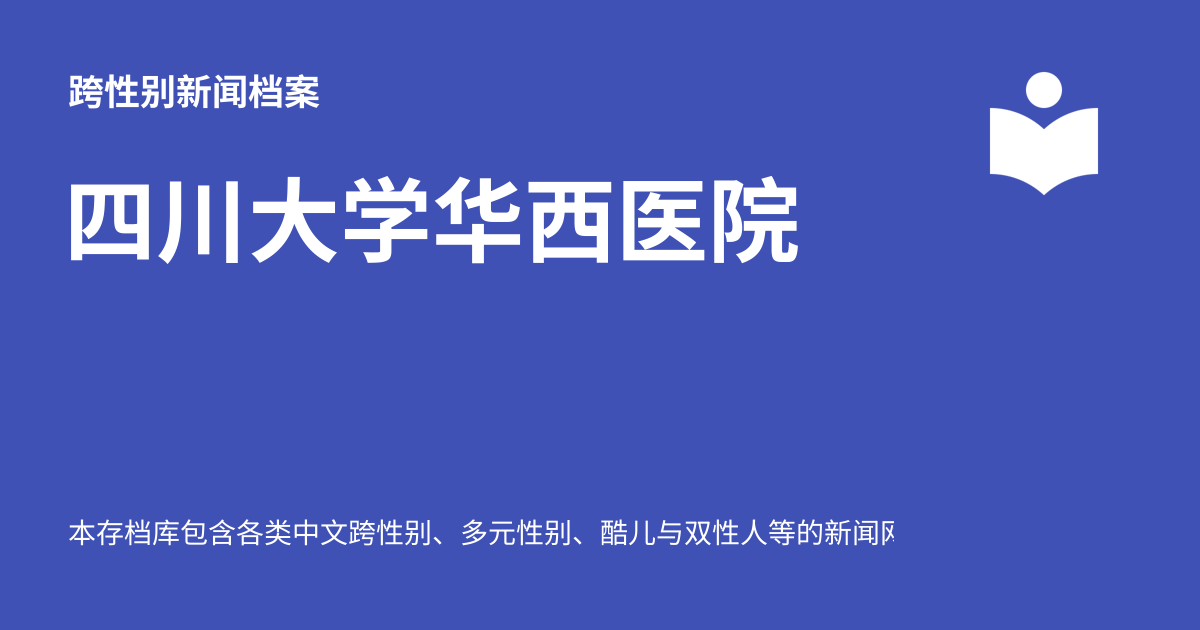 跨性别新闻档案
四川大学华西医院
本存档库包含各类中文跨性别、多元性别、酷儿与双性人等的新闻